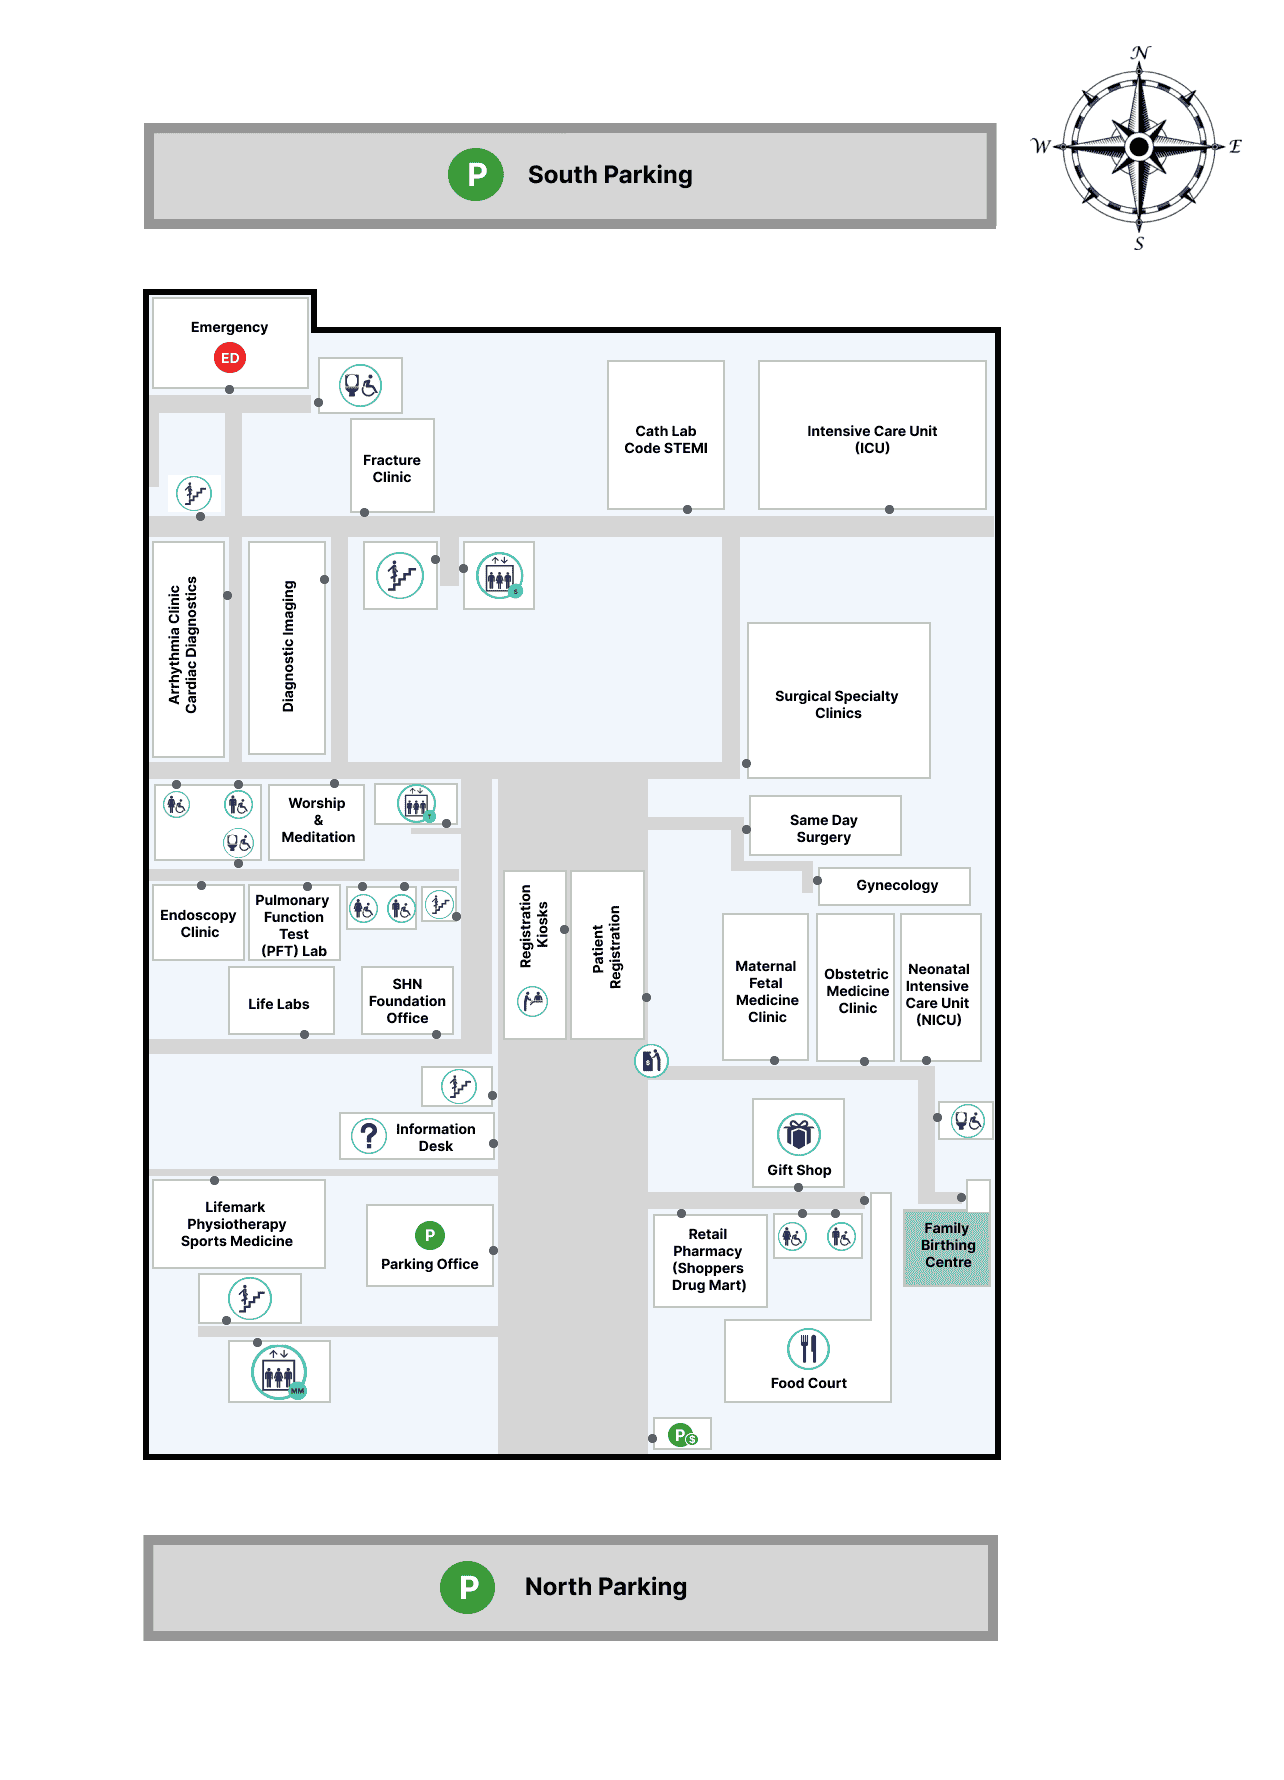 N
W
E
S
P
South Parking
Emergency
ED
Fracture
Clinic
Cath Lab
Code STEMI
Intensive Care Unit
(ICU)
Arrhythmia Clinic
Cardiac Diagnostics
Diagnostic Imaging
S
Surgical Specialty
Clinics
Worship
&
Meditation
T
Same Day
Surgery
Gynecology
Endoscopy
Clinic
Pulmonary
Function
Test
(PFT) Lab
Registration
Kiosks
Patient
Registration
Life Labs
SHN
Foundation
Office
Maternal
Fetal
Medicine
Clinic
Obstetric
Medicine
Clinic
Neonatal
Intensive
Care Unit
(NICU)
?
Information
Desk
Gift Shop
Lifemark
Physiotherapy
Sports Medicine
P
Parking Office
Retail
Pharmacy
(Shoppers
Drug Mart)
Family
Birthing
Centre
MM
Food Court
P
$
P
North Parking